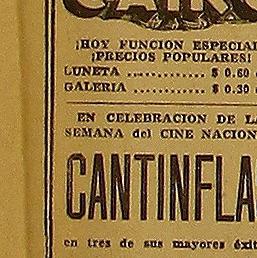 ¡HOY FUNCION ESPECIAL
¡PRECIOS POPULARES!
LUNETA ........... $ 0.60
GALERIA .......... $ 0.30
EN CELEBRACION DE LA
SEMANA del CINE NACION
CANTINFLA
en tres de sus mayores éxit